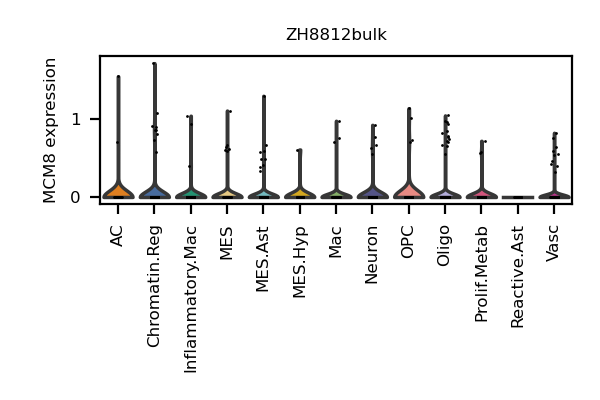 ZH8812bulk
MCM8 expression
1
0
AC
Chromatin.Reg
Inflammatory.Mac
MES
MES.Ast
MES.Hyp
Mac
Neuron
OPC
Oligo
Prolif.Metab
Reactive.Ast
Vasc